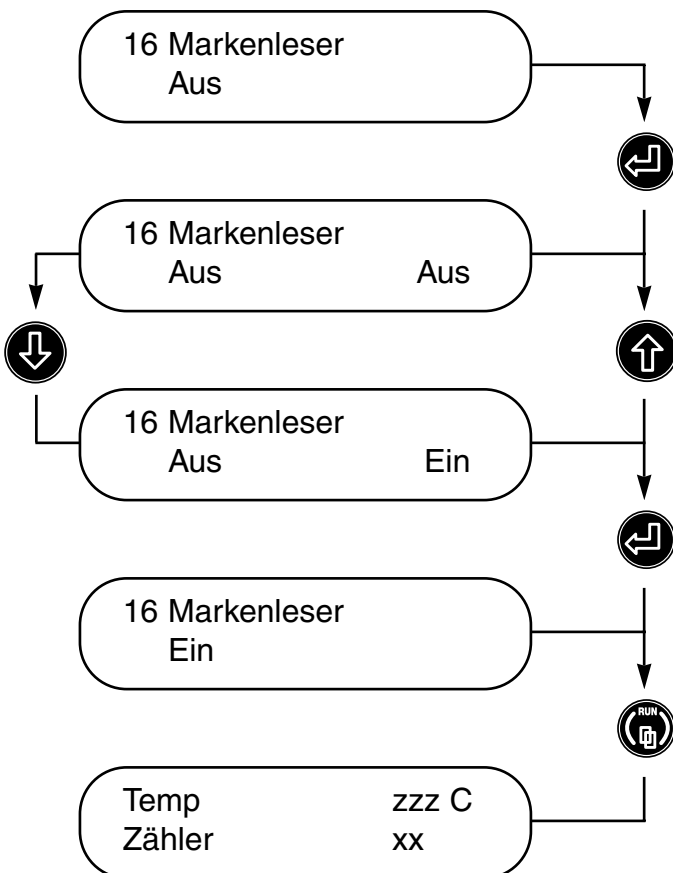 16 Markenleser
Aus
16 Markenleser
Aus Aus
16 Markenleser
Aus Ein
16 Markenleser
Ein
RUN
Temp zzz C
Zähler xx